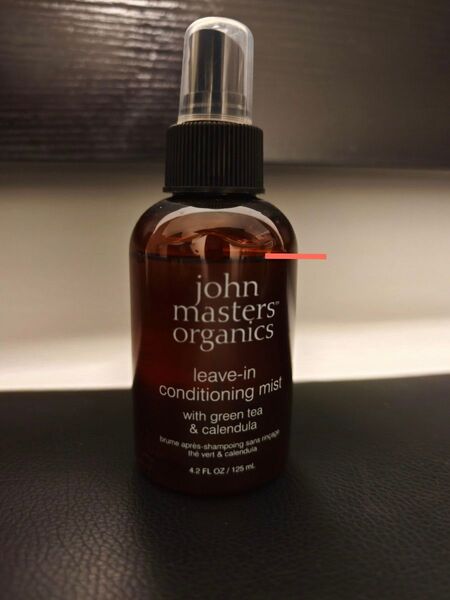 john
masters™
organics
leave-in
conditioning mist
with green tea
& calendula
brume après-shampoing sans rinçage
thé vert & calendula
4.2 FL OZ / 125 mL